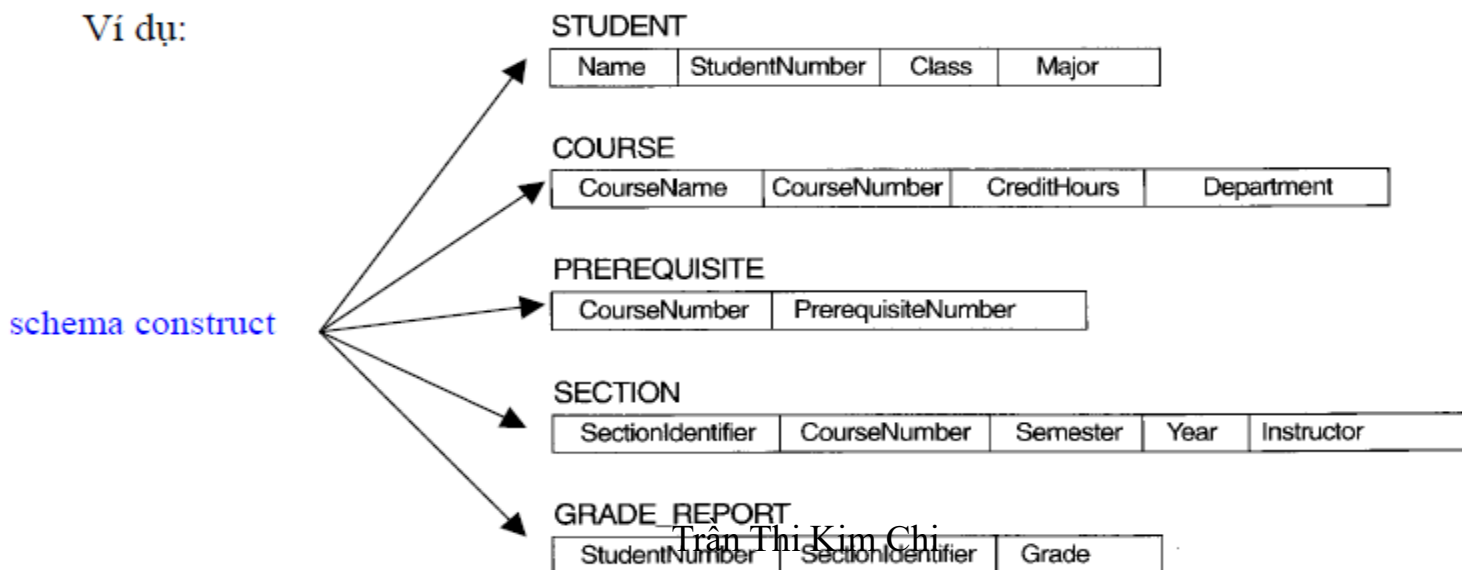 Ví dụ:
STUDENT
Name StudentNumber Class Major
COURSE
CourseName CourseNumber CreditHours Department
PREREQUISITE
CourseNumber PrerequisiteNumber
schema construct
SECTION
SectionIdentifier CourseNumber Semester Year Instructor
GRADE_REPORT
Trần Thi Kim Chi
StudentNumber SectionIdentifier Grade